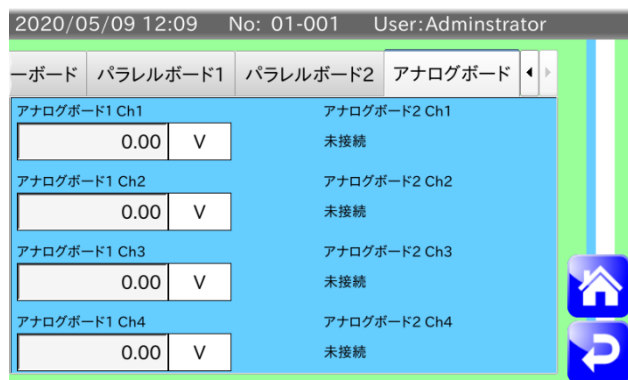 2020/05/09 12:09 No: 01-001 User:Adminstrator
ーボード パラレルボード1 パラレルボード2 アナログボード
アナログボード1 Ch1 アナログボード2 Ch1
0.00 V 未接続
アナログボード1 Ch2 アナログボード2 Ch2
0.00 V 未接続
アナログボード1 Ch3 アナログボード2 Ch3
0.00 V 未接続
アナログボード1 Ch4 アナログボード2 Ch4
0.00 V 未接続